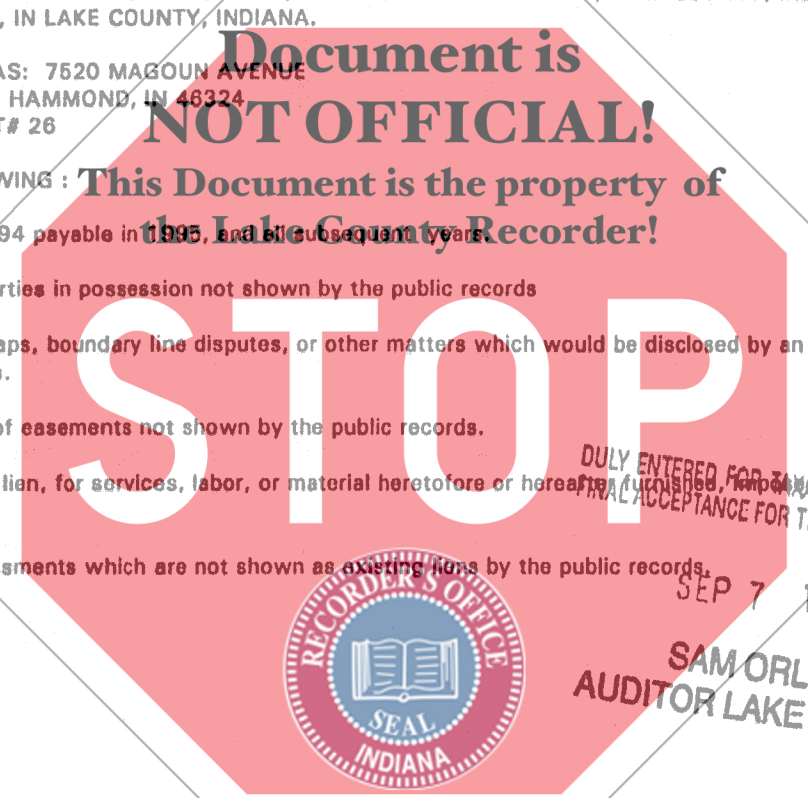 , IN LAKE COUNTY, INDIANA.
Document is
AS: 7520 MAGOUN AVENUE
HAMMOND, IN 46324
T# 26
NOT OFFICIAL!
WING : This Document is the property of
the Lake County Recorder!
94 payable in 1995, and all subsequent years.
rties in possession not shown by the public records
aps, boundary line disputes, or other matters which would be disclosed by an
s.
STOP
of easements not shown by the public records.
DULY ENTERED FOR TAX
lien, for services, labor, or material heretofore or hereafter furnished, imposed
FINAL ACCEPTANCE FOR T
sments which are not shown as existing liens by the public records.
SEP 7 1
RECORDER'S OFFICE
SEAL
INDIANA
SAM ORL
AUDITOR LAKE